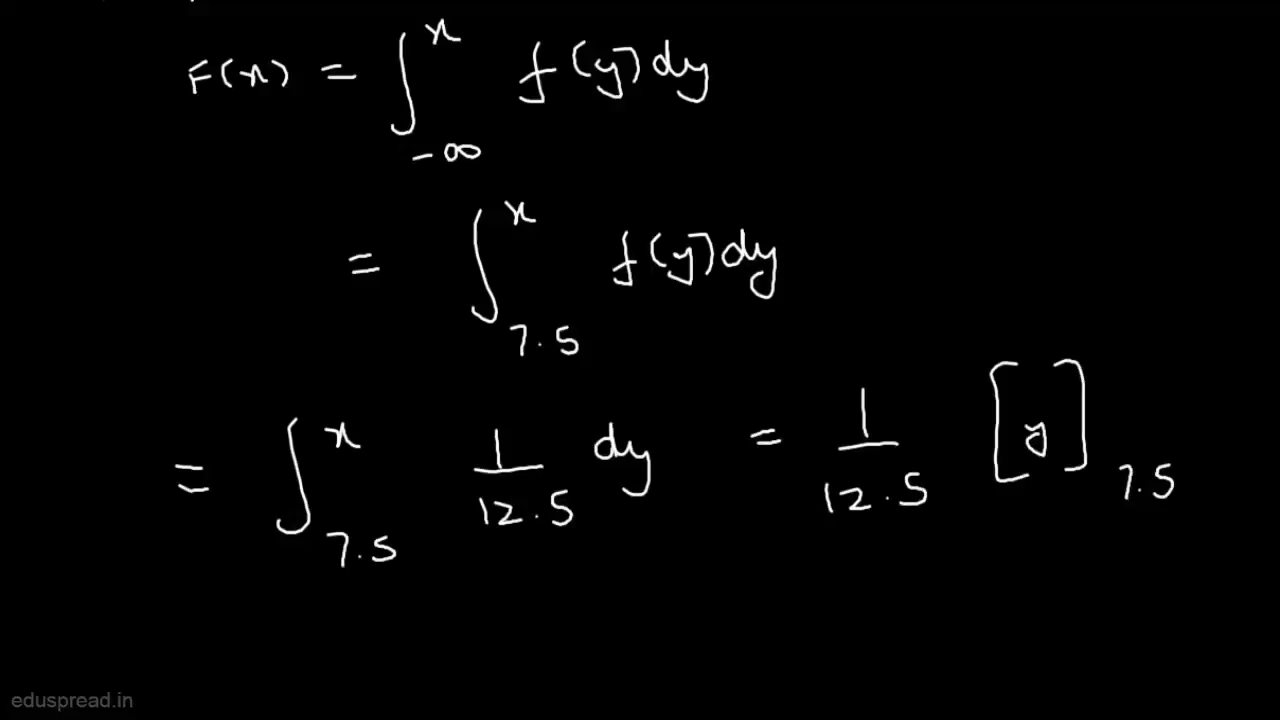 F(x) = ∫_{-∞}^{x} f(y) dy
= ∫_{7.5}^{x} f(y) dy
= ∫_{7.5}^{x} 1/12.5 dy = 1/12.5 [y]_{7.5}
eduspread.in